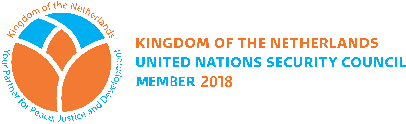 Kingdom of the Netherlands
Your Partner for Peace, Justice and Development
KINGDOM OF THE NETHERLANDS
UNITED NATIONS SECURITY COUNCIL
MEMBER 2018